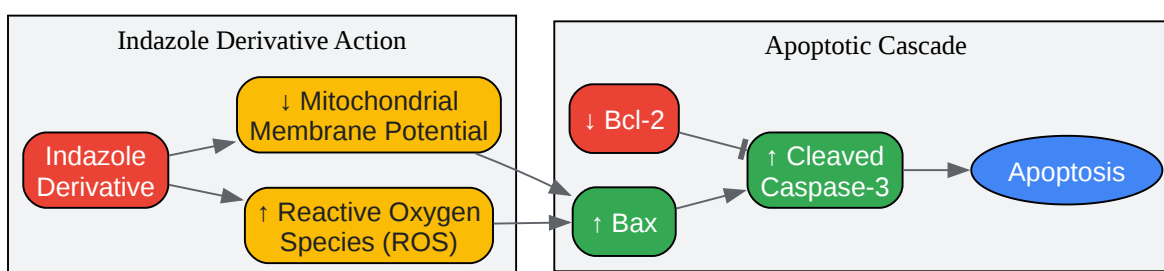 Indazole Derivative Action
Indazole
Derivative
↓ Mitochondrial
Membrane Potential
↑ Reactive Oxygen
Species (ROS)
Apoptotic Cascade
↓ Bcl-2
↑ Bax
↑ Cleaved
Caspase-3
Apoptosis